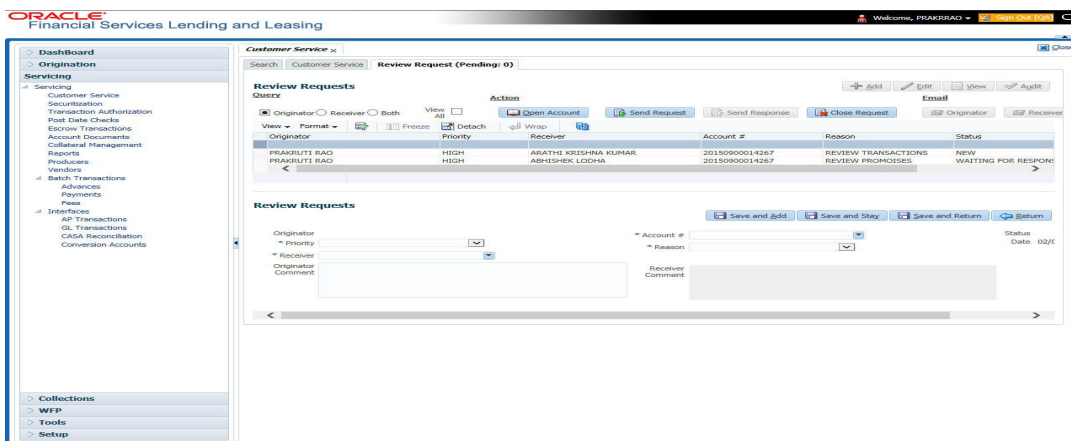 ORACLE
Financial Services Lending and Leasing
Welcome, PRAKRRAO
Sign Out [QA]
Close
DashBoard
Origination
Servicing
Servicing
Customer Service
Securitization
Transaction Authorization
Post Date Checks
Escrow Transactions
Account Documents
Collateral Management
Reports
Producers
Vendors
Batch Transactions
Advances
Payments
Fees
Interfaces
AP Transactions
GL Transactions
CASA Reconciliation
Conversion Accounts
Collections
WFP
Tools
Setup
Customer Service ×
Search Customer Service Review Request (Pending: 0)
Review Requests
Add Edit View Audit
Query Action Email
Originator Receiver Both View All Open Account Send Request Send Response Close Request Originator Receiver
View Format Freeze Detach Wrap
Originator Priority Receiver Account # Reason Status
PRAKRUTI RAO HIGH ARATHI KRISHNA KUMAR 20150900014267 REVIEW TRANSACTIONS NEW
PRAKRUTI RAO HIGH ABHISHEK LODHA 20150900014267 REVIEW PROMOISES WAITING FOR RESPONS
Review Requests
Save and Add Save and Stay Save and Return Return
Originator * Account # Status
* Priority * Reason Date 02/0
* Receiver
Originator Comment Receiver Comment